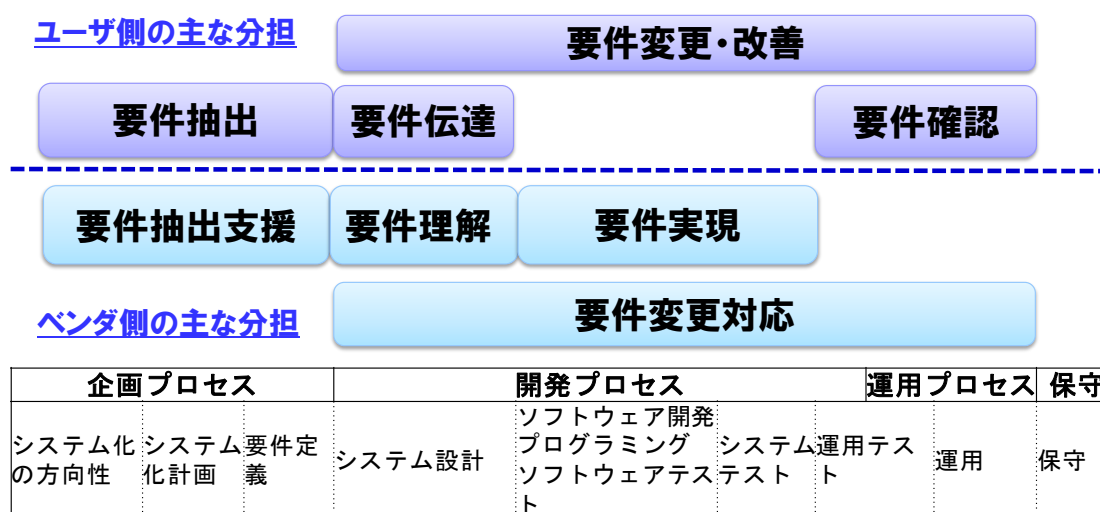 ユーザ側の主な分担
要件変更・改善
要件抽出
要件伝達
要件確認
要件抽出支援
要件理解
要件実現
ベンダ側の主な分担
要件変更対応
企画プロセス
開発プロセス
運用プロセス
保守
システム化
の方向性
システム
化計画
要件定
義
システム設計
ソフトウェア開発
プログラミング
ソフトウェアテス
ト
システム
テスト
運用テス
ト
運用
保守